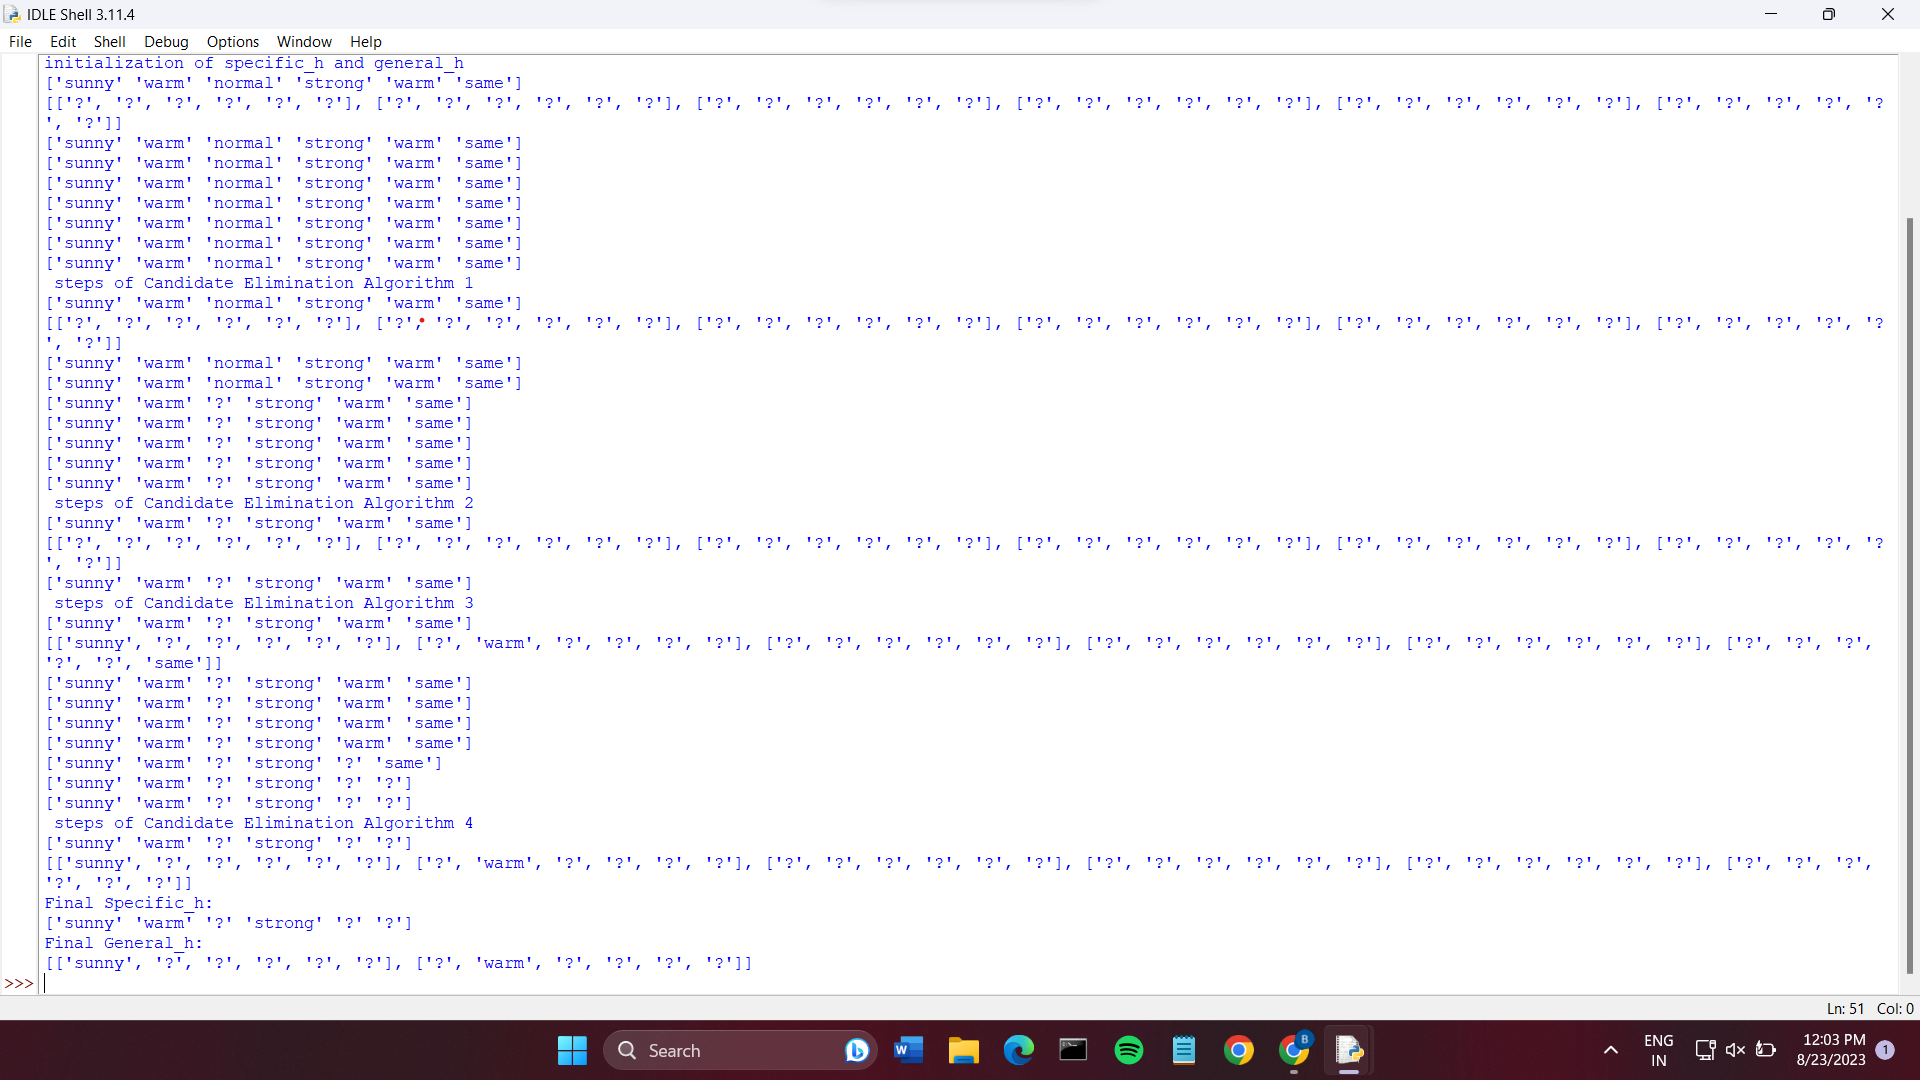 IDLE Shell 3.11.4
File Edit Shell Debug Options Window Help
initialization of specific_h and general_h
['sunny' 'warm' 'normal' 'strong' 'warm' 'same']
[['?', '?', '?', '?', '?', '?'], ['?', '?', '?', '?', '?', '?'], ['?', '?', '?', '?', '?', '?'], ['?', '?', '?', '?', '?', '?'], ['?', '?', '?', '?', '?', '?'], ['?', '?', '?', '?', '?
', '?']]
['sunny' 'warm' 'normal' 'strong' 'warm' 'same']
['sunny' 'warm' 'normal' 'strong' 'warm' 'same']
['sunny' 'warm' 'normal' 'strong' 'warm' 'same']
['sunny' 'warm' 'normal' 'strong' 'warm' 'same']
['sunny' 'warm' 'normal' 'strong' 'warm' 'same']
['sunny' 'warm' 'normal' 'strong' 'warm' 'same']
['sunny' 'warm' 'normal' 'strong' 'warm' 'same']
steps of Candidate Elimination Algorithm 1
['sunny' 'warm' 'normal' 'strong' 'warm' 'same']
[['?', '?', '?', '?', '?', '?'], ['?', '?', '?', '?', '?', '?'], ['?', '?', '?', '?', '?', '?'], ['?', '?', '?', '?', '?', '?'], ['?', '?', '?', '?', '?', '?'], ['?', '?', '?', '?', '?
', '?']]
['sunny' 'warm' 'normal' 'strong' 'warm' 'same']
['sunny' 'warm' 'normal' 'strong' 'warm' 'same']
['sunny' 'warm' '?' 'strong' 'warm' 'same']
['sunny' 'warm' '?' 'strong' 'warm' 'same']
['sunny' 'warm' '?' 'strong' 'warm' 'same']
['sunny' 'warm' '?' 'strong' 'warm' 'same']
['sunny' 'warm' '?' 'strong' 'warm' 'same']
steps of Candidate Elimination Algorithm 2
['sunny' 'warm' '?' 'strong' 'warm' 'same']
[['?', '?', '?', '?', '?', '?'], ['?', '?', '?', '?', '?', '?'], ['?', '?', '?', '?', '?', '?'], ['?', '?', '?', '?', '?', '?'], ['?', '?', '?', '?', '?', '?'], ['?', '?', '?', '?', '?
', '?']]
['sunny' 'warm' '?' 'strong' 'warm' 'same']
steps of Candidate Elimination Algorithm 3
['sunny' 'warm' '?' 'strong' 'warm' 'same']
[['sunny', '?', '?', '?', '?', '?'], ['?', 'warm', '?', '?', '?', '?'], ['?', '?', '?', '?', '?', '?'], ['?', '?', '?', '?', '?', '?'], ['?', '?', '?', '?', '?', '?'], ['?', '?', '?',
'?', '?', 'same']]
['sunny' 'warm' '?' 'strong' 'warm' 'same']
['sunny' 'warm' '?' 'strong' 'warm' 'same']
['sunny' 'warm' '?' 'strong' 'warm' 'same']
['sunny' 'warm' '?' 'strong' 'warm' 'same']
['sunny' 'warm' '?' 'strong' '?' 'same']
['sunny' 'warm' '?' 'strong' '?' '?']
['sunny' 'warm' '?' 'strong' '?' '?']
steps of Candidate Elimination Algorithm 4
['sunny' 'warm' '?' 'strong' '?' '?']
[['sunny', '?', '?', '?', '?', '?'], ['?', 'warm', '?', '?', '?', '?'], ['?', '?', '?', '?', '?', '?'], ['?', '?', '?', '?', '?', '?'], ['?', '?', '?', '?', '?', '?'], ['?', '?', '?',
'?', '?', '?']]
Final Specific_h:
['sunny' 'warm' '?' 'strong' '?' '?']
Final General_h:
[['sunny', '?', '?', '?', '?', '?'], ['?', 'warm', '?', '?', '?', '?']]
>>>
Ln: 51 Col: 0
Search
ENG
IN
12:03 PM
8/23/2023
1